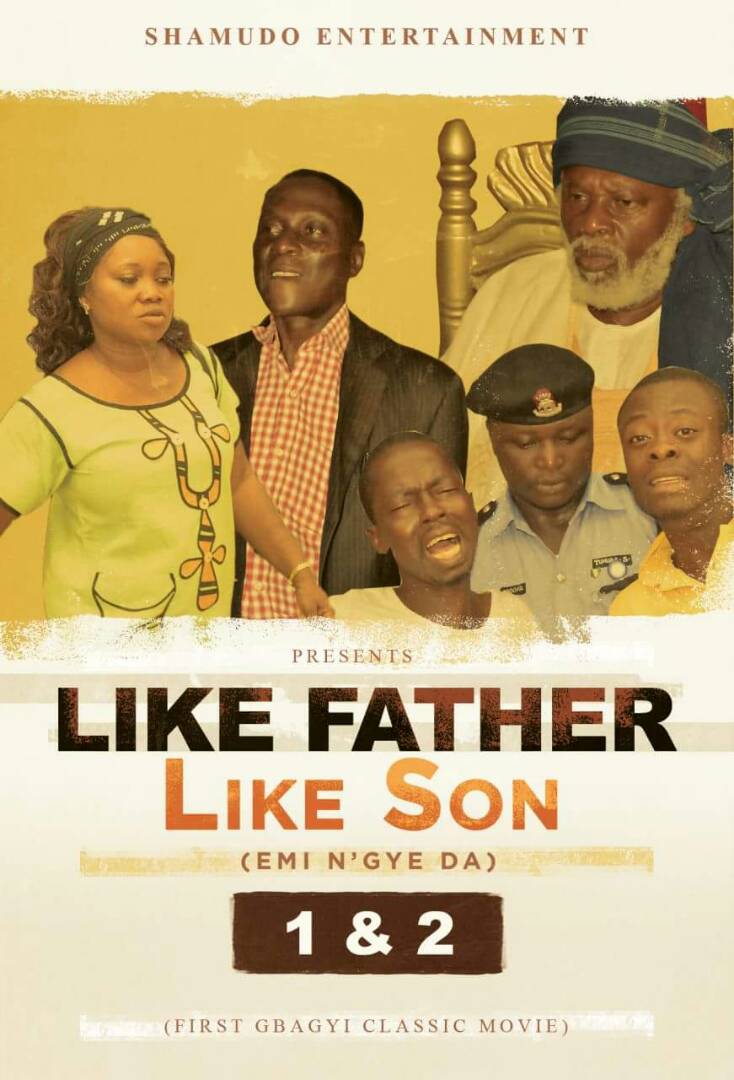 SHAMUDO ENTERTAINMENT
PRESENTS
LIKE FATHER
LIKE SON
(EMI N'GYE DA)
1 & 2
(FIRST GBAGYI CLASSIC MOVIE)